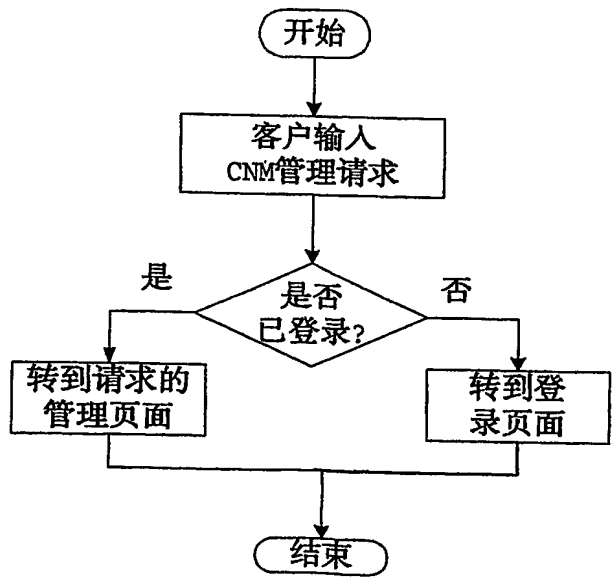 开始
客户输入
CNM管理请求
是
否
是否
已登录?
转到请求的
管理页面
转到登
录页面
结束